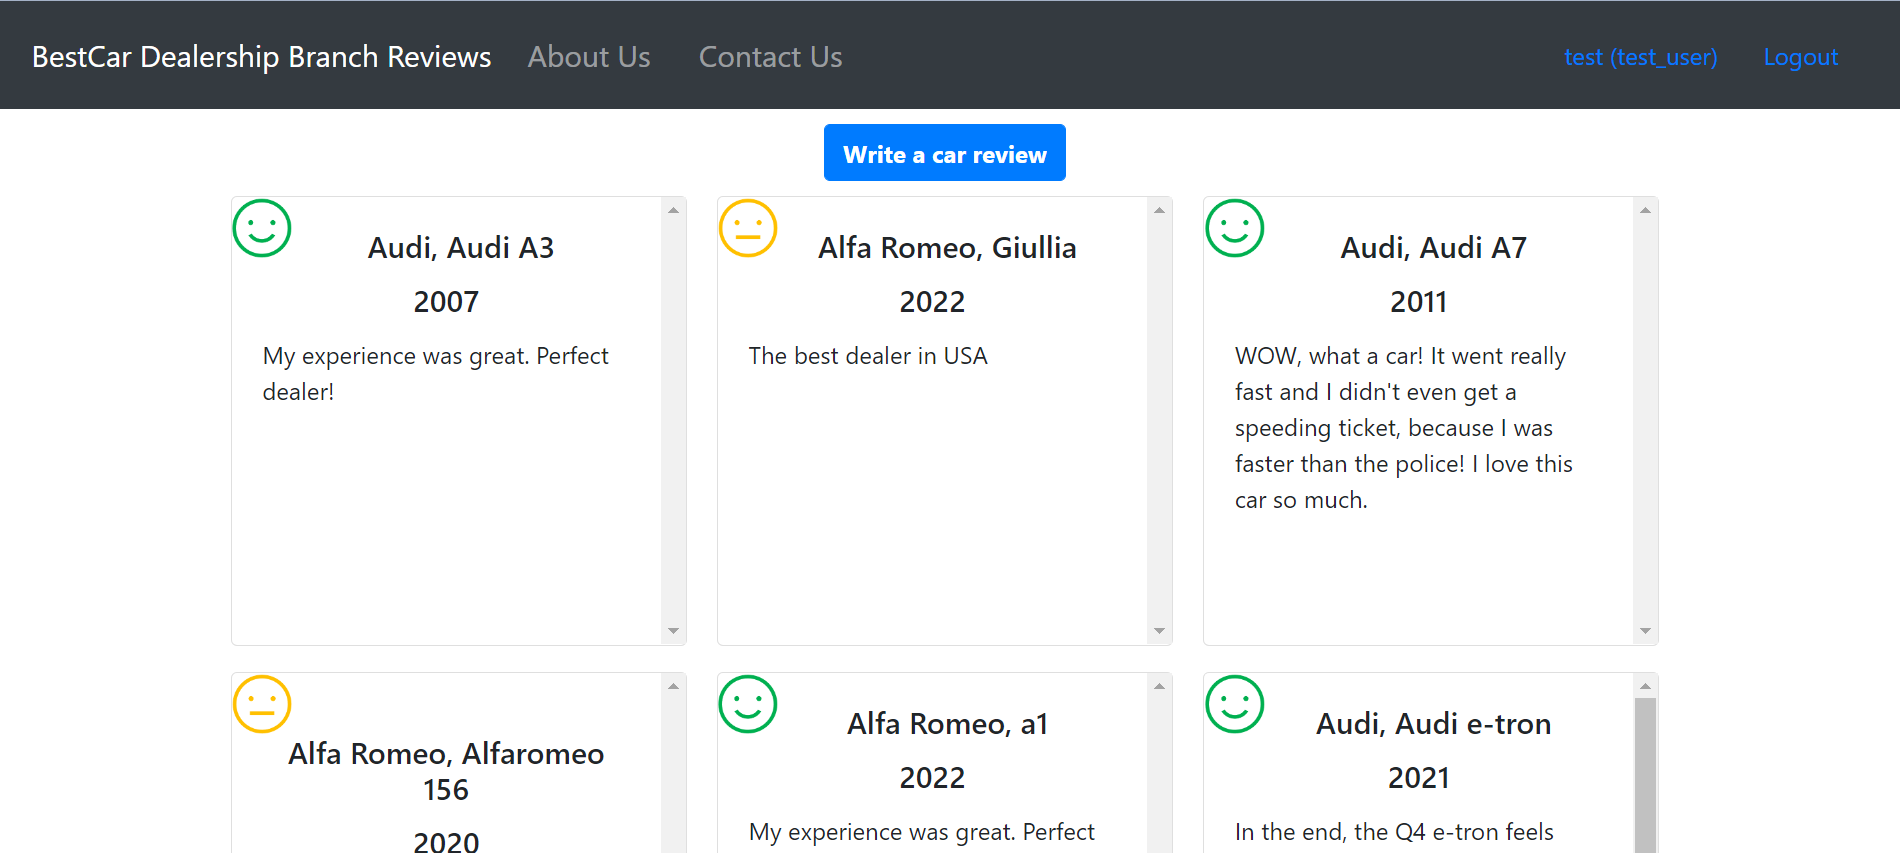 BestCar Dealership Branch Reviews About Us Contact Us test (test_user) Logout
Write a car review
Audi, Audi A3
2007
My experience was great. Perfect
dealer!
Alfa Romeo, Giullia
2022
The best dealer in USA
Audi, Audi A7
2011
WOW, what a car! It went really
fast and I didn't even get a
speeding ticket, because I was
faster than the police! I love this
car so much.
Alfa Romeo, Alfaromeo
156
2020
Alfa Romeo, a1
2022
My experience was great. Perfect
Audi, Audi e-tron
2021
In the end, the Q4 e-tron feels